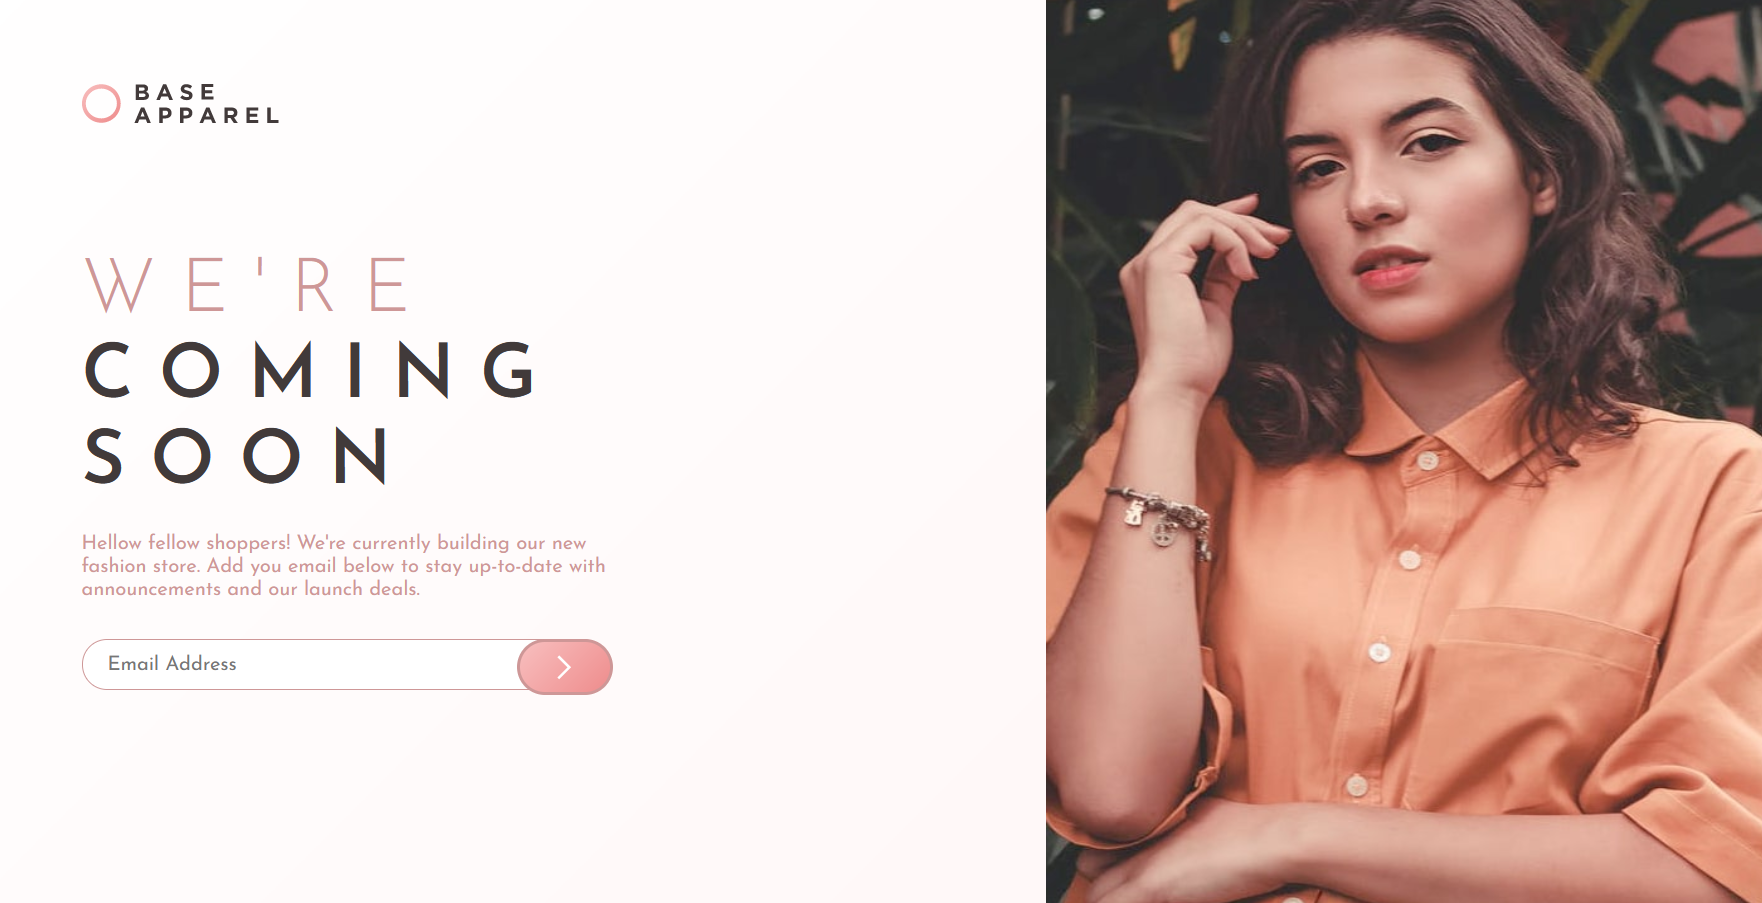 BASE
APPAREL
WE'RE
COMING
SOON
Hellow fellow shoppers! We're currently building our new
fashion store. Add you email below to stay up-to-date with
announcements and our launch deals.
Email Address